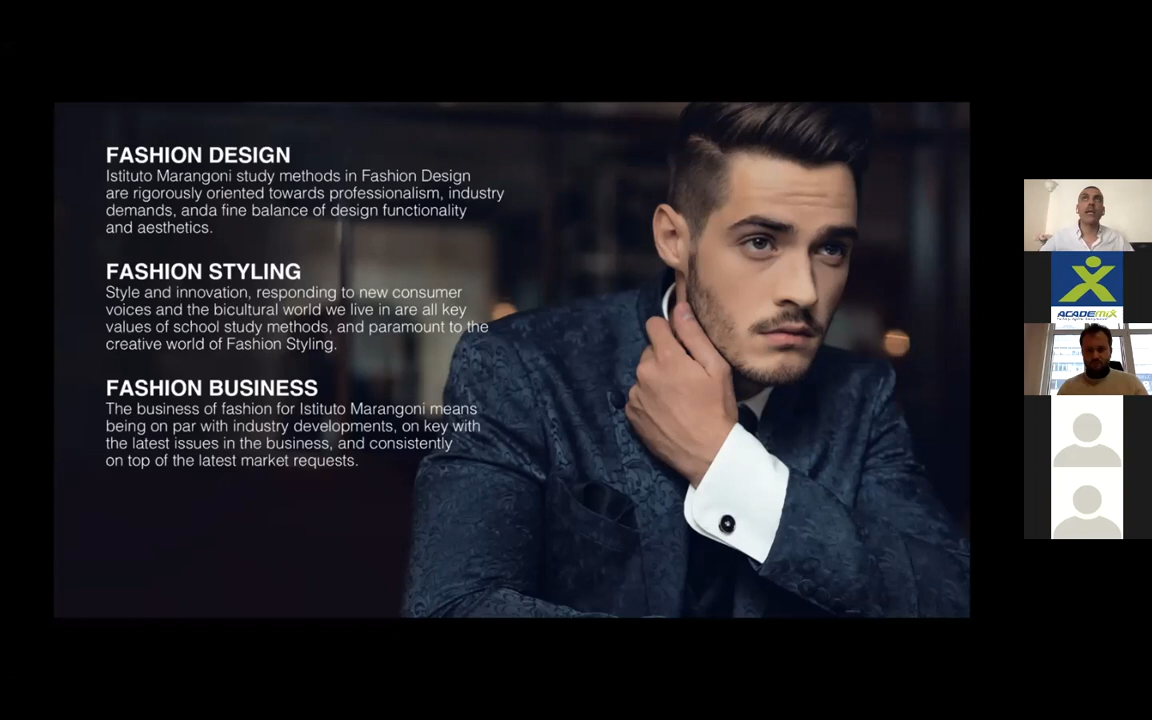 FASHION DESIGN
Istituto Marangoni study methods in Fashion Design
are rigorously oriented towards professionalism, industry
demands, anda fine balance of design functionality
and aesthetics.
FASHION STYLING
Style and innovation, responding to new consumer
voices and the bicultural world we live in are all key
values of school study methods, and paramount to the
creative world of Fashion Styling.
FASHION BUSINESS
The business of fashion for Istituto Marangoni means
being on par with industry developments, on key with
the latest issues in the business, and consistently
on top of the latest market requests.
ACADEMIX